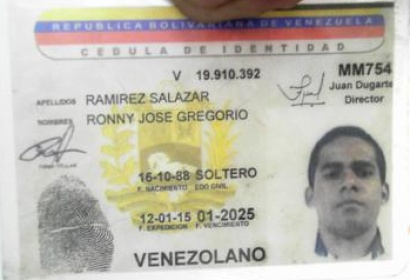 REPUBLICA BOLIVARIANA DE VENEZUELA
CEDULA DE IDENTIDAD
V 19.910.392
MM754
Juan Dugarte
Director
APELLIDOS RAMIREZ SALAZAR
NOMBRES RONNY JOSE GREGORIO
FIRMA TITULAR
16-10-88 SOLTERO
F. NACIMIENTO EDO CIVIL
12-01-15 01-2025
F. EXPEDICION F. VENCIMIENTO
VENEZOLANO